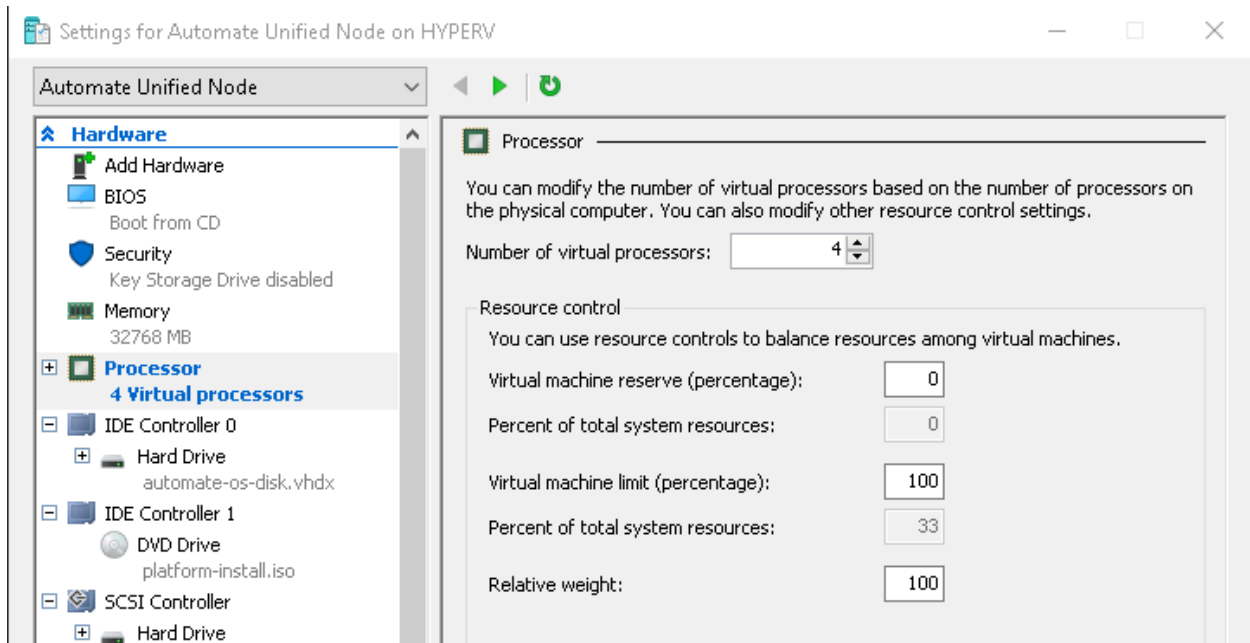 Settings for Automate Unified Node on HYPERV
Automate Unified Node
Hardware
Add Hardware
BIOS
Boot from CD
Security
Key Storage Drive disabled
Memory
32768 MB
Processor
4 Virtual processors
IDE Controller 0
Hard Drive
automate-os-disk.vhdx
IDE Controller 1
DVD Drive
platform-install.iso
SCSI Controller
Hard Drive
Processor
You can modify the number of virtual processors based on the number of processors on
the physical computer. You can also modify other resource control settings.
Number of virtual processors: 4
Resource control
You can use resource controls to balance resources among virtual machines.
Virtual machine reserve (percentage): 0
Percent of total system resources: 0
Virtual machine limit (percentage): 100
Percent of total system resources: 33
Relative weight: 100